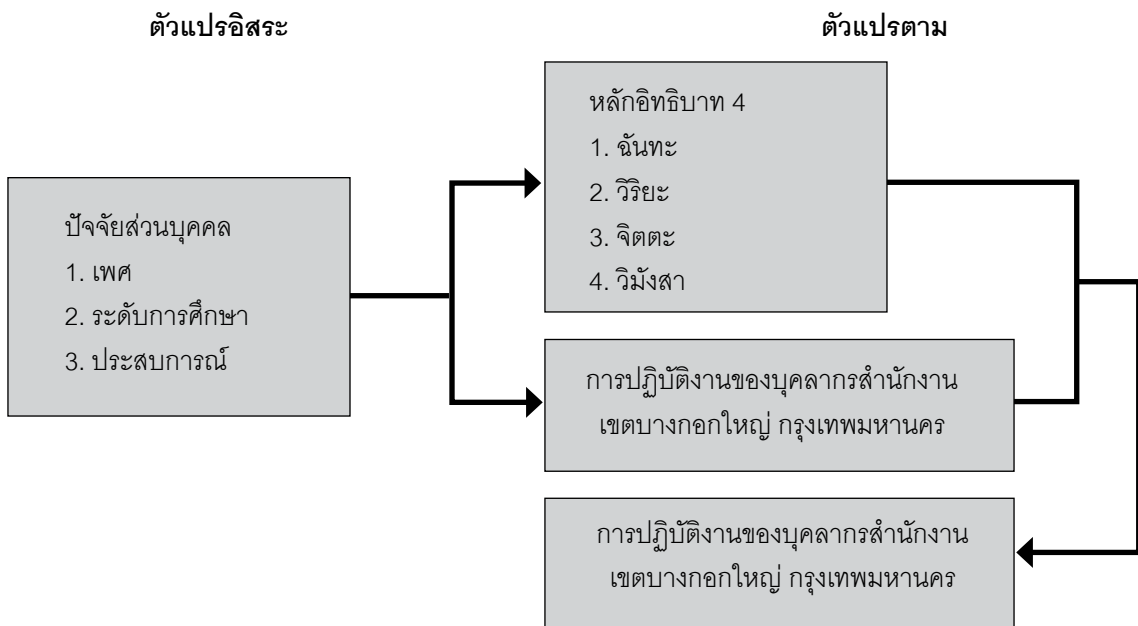 ตัวแปรอิสระ
ตัวแปรตาม
ปัจจัยส่วนบุคคล
1. เพศ
2. ระดับการศึกษา
3. ประสบการณ์
หลักอิทธิบาท 4
1. ฉันทะ
2. วิริยะ
3. จิตตะ
4. วิมังสา
การปฏิบัติงานของบุคลากรสำนักงาน
เขตบางกอกใหญ่ กรุงเทพมหานคร
การปฏิบัติงานของบุคลากรสำนักงาน
เขตบางกอกใหญ่ กรุงเทพมหานคร